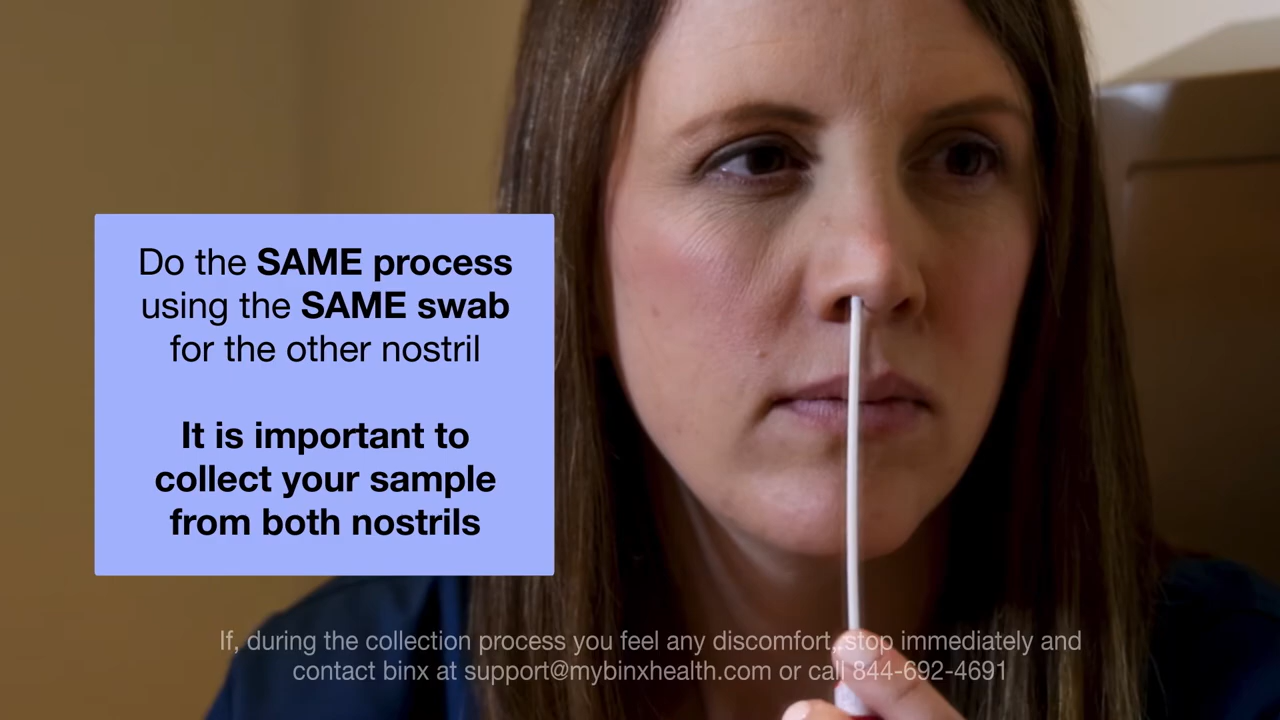 Do the SAME process
using the SAME swab
for the other nostril
It is important to
collect your sample
from both nostrils
If, during the collection process you feel any discomfort, stop immediately and
contact binx at support@mybinxhealth.com or call 844-692-4691